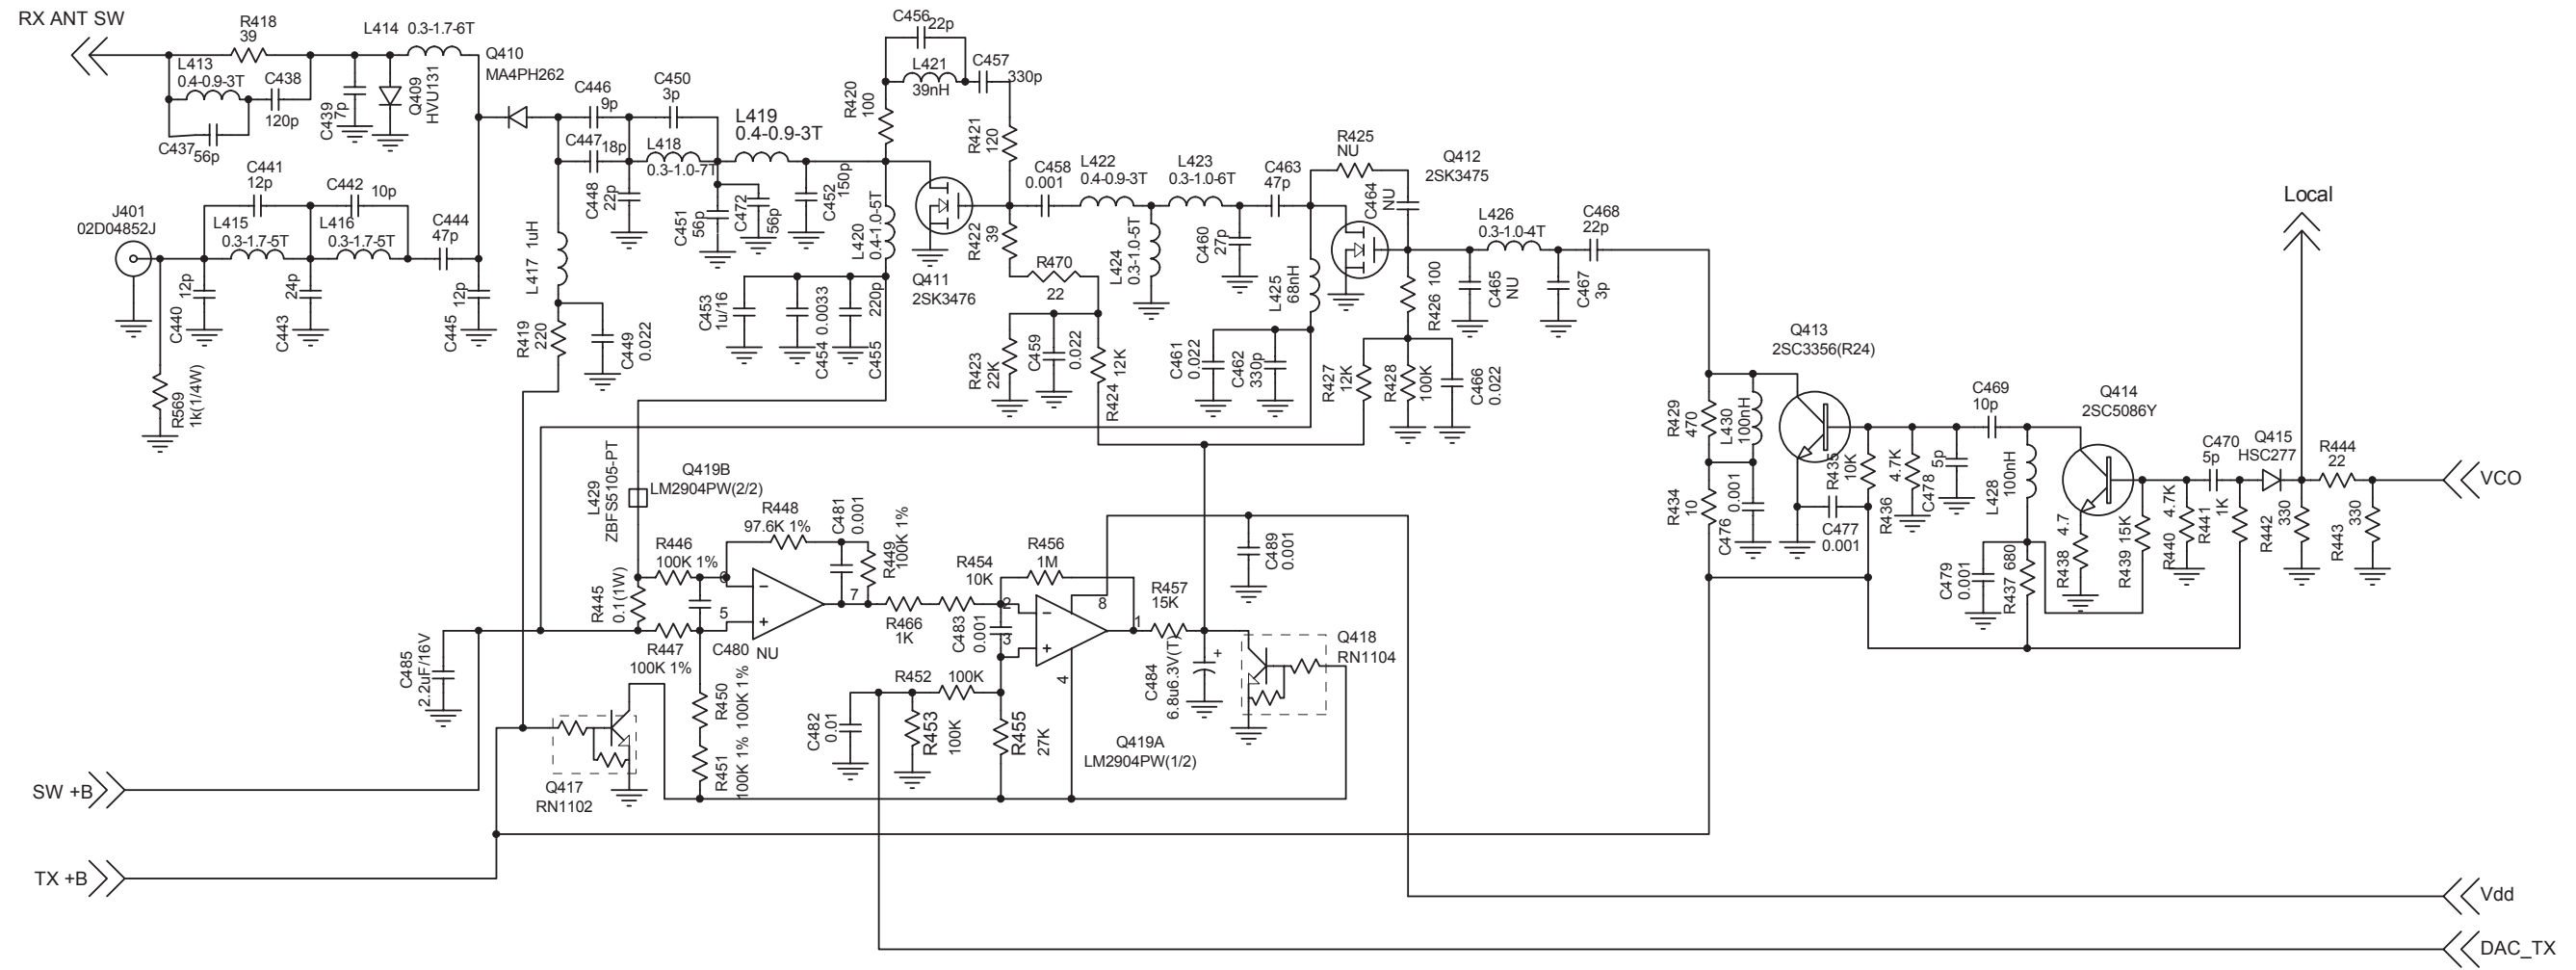 RX ANT SW
R418
39
L414 0.3-1.7-6T
Q410
MA4PH262
L413
0.4-0.9-3T
C438
120p
C437
56p
C439
7p
Q409
HVU131
C441
12p
C442
10p
J401
02D04852J
L415
0.3-1.7-5T
L416
0.3-1.7-5T
C444
47p
C440
12p
C443
24p
C445
12p
R569
1k(1/4W)
C446
9p
C450
3p
L419
0.4-0.9-3T
C447
18p
L418
0.3-1.0-7T
C448
22p
C451
56p
C472
56p
C452
150p
L417 1uH
R419
220
C449
0.022
C456
22p
L421
39nH
C457
330p
R420
100
R421
120
L420
0.4-1.0-5T
Q411
2SK3476
R422
39
C453
1u/16
C454 0.0033
C455
220p
R470
22
R423
22K
C459
0.022
R424
12K
C458
0.001
L422
0.4-0.9-3T
L423
0.3-1.0-6T
C463
47p
L424
0.3-1.0-5T
C460
27p
L425
68nH
R425
NU
C464
NU
Q412
2SK3475
C461
0.022
C462
330p
R427
12K
R426 100
R428
100K
C466
0.022
C465
NU
L426
0.3-1.0-4T
C468
22p
C467
3p
Q413
2SC3356(R24)
R429
470
L430
100nH
R434
10
C476
0.001
R435
10K
C477
0.001
R436
4.7K
C478
5p
C469
10p
L428
100nH
Q414
2SC5086Y
C479
0.001
R437
680
R438
4.7
R439
15K
R440
4.7K
R441
1K
C470
5p
Q415
HSC277
R444
22
R442
330
R443
330
Local
VCO
L429
ZBFS5105-PT
Q419B
LM2904PW(2/2)
R448
97.6K 1%
C481
0.001
R449
100K 1%
R446
100K 1%
R445
0.1(1W)
R447
100K 1%
6
5
7
C480
NU
R466
1K
R454
10K
R456
1M
C483
0.001
2
3
8
1
4
R457
15K
C489
0.001
C484
6.8u6.3V(T)
+
Q418
RN1104
C485
2.2uF/16V
R450
100K 1%
R451
100K 1%
R452
100K
C482
0.01
R453
100K
R455
27K
Q419A
LM2904PW(1/2)
Q417
RN1102
SW +B
TX +B
Vdd
DAC_TX